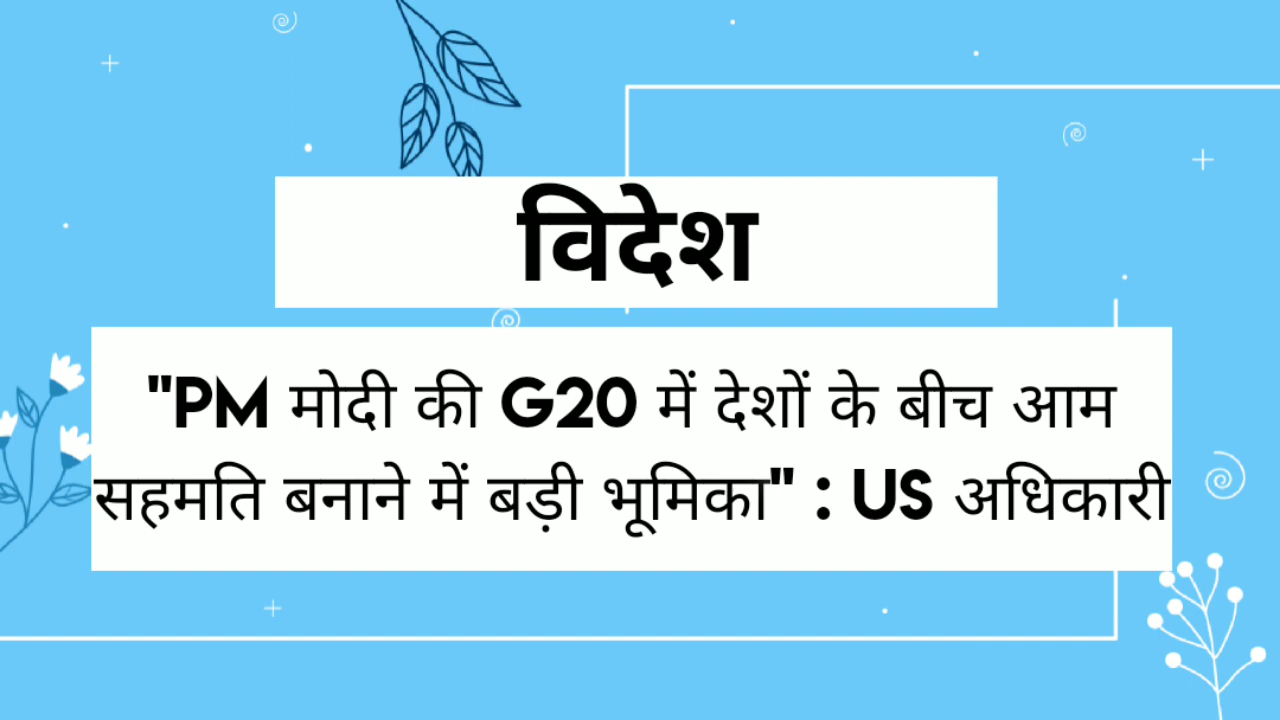 विदेश
"PM मोदी की G20 में देशों के बीच आम
सहमति बनाने में बड़ी भूमिका" : US अधिकारी